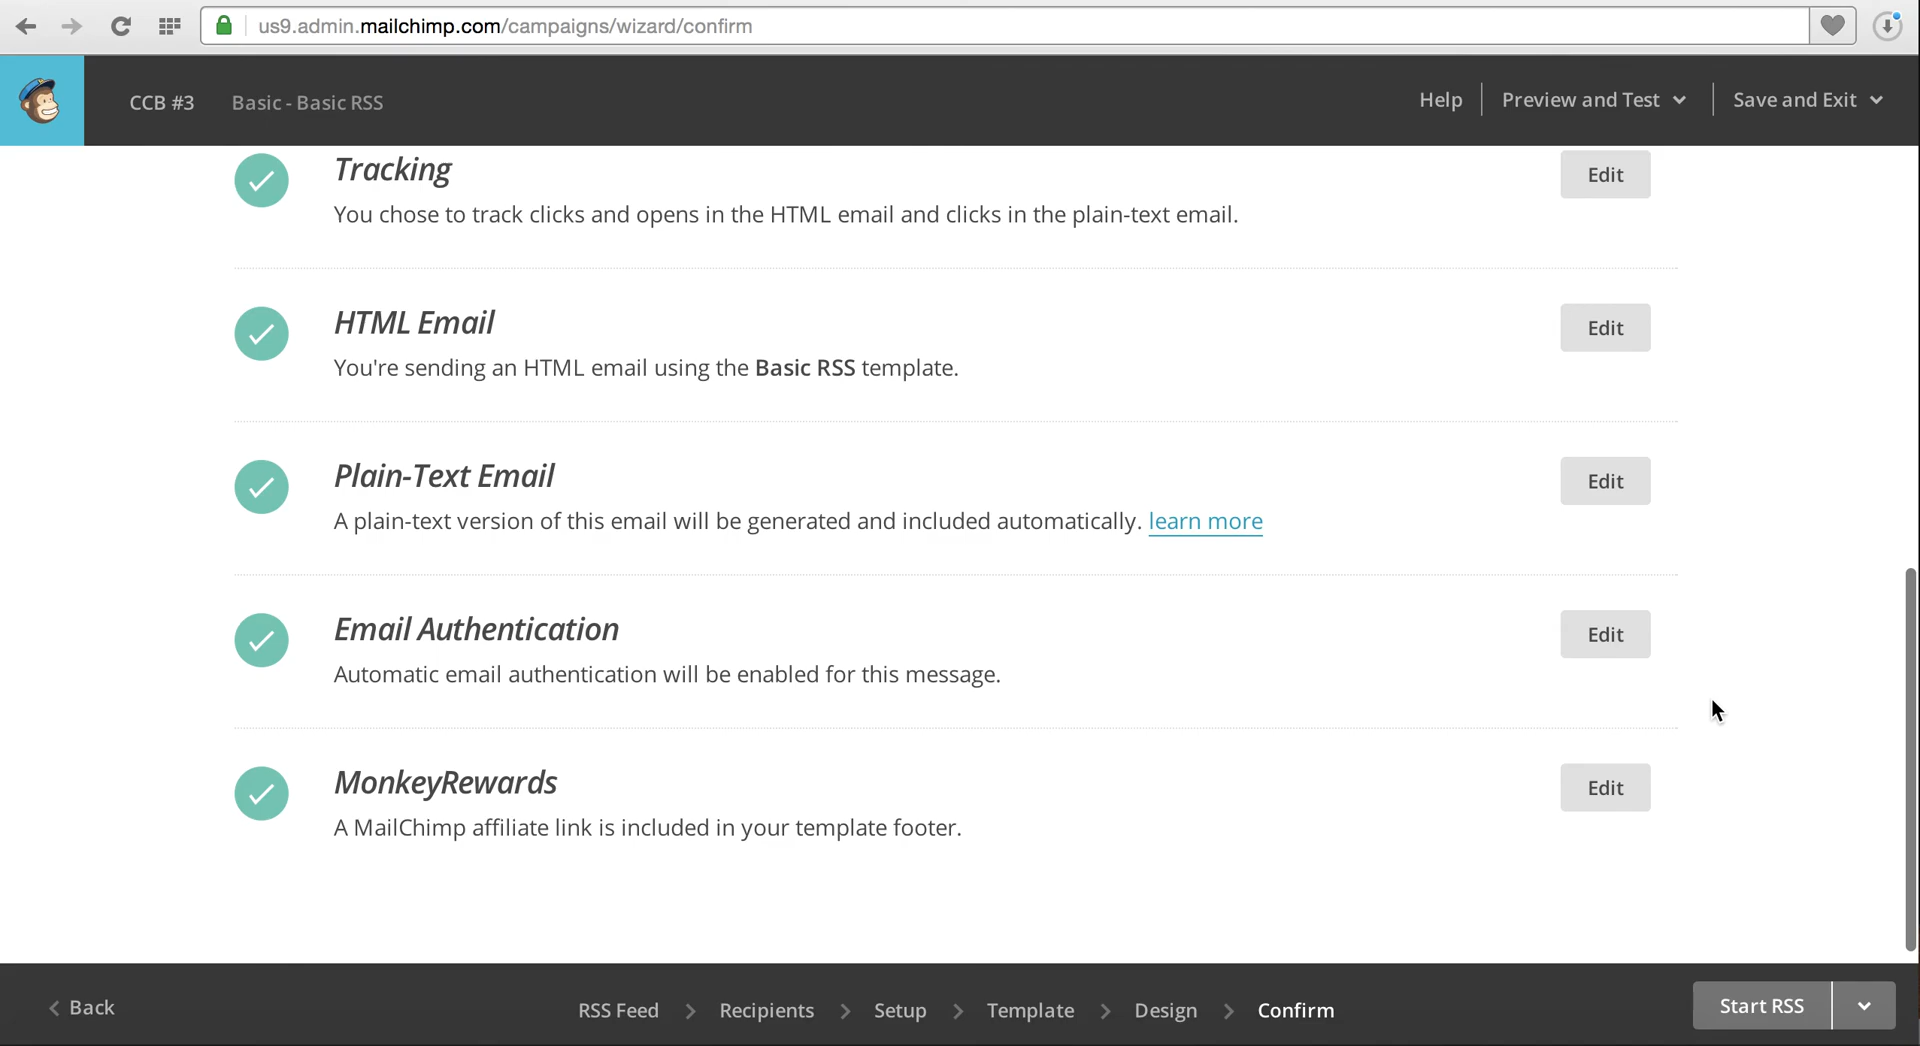 us9.admin.mailchimp.com/campaigns/wizard/confirm
CCB #3 Basic - Basic RSS Help Preview and Test Save and Exit
Tracking Edit
You chose to track clicks and opens in the HTML email and clicks in the plain-text email.
HTML Email Edit
You're sending an HTML email using the Basic RSS template.
Plain-Text Email Edit
A plain-text version of this email will be generated and included automatically. learn more
Email Authentication Edit
Automatic email authentication will be enabled for this message.
MonkeyRewards Edit
A MailChimp affiliate link is included in your template footer.
Back RSS Feed Recipients Setup Template Design Confirm Start RSS